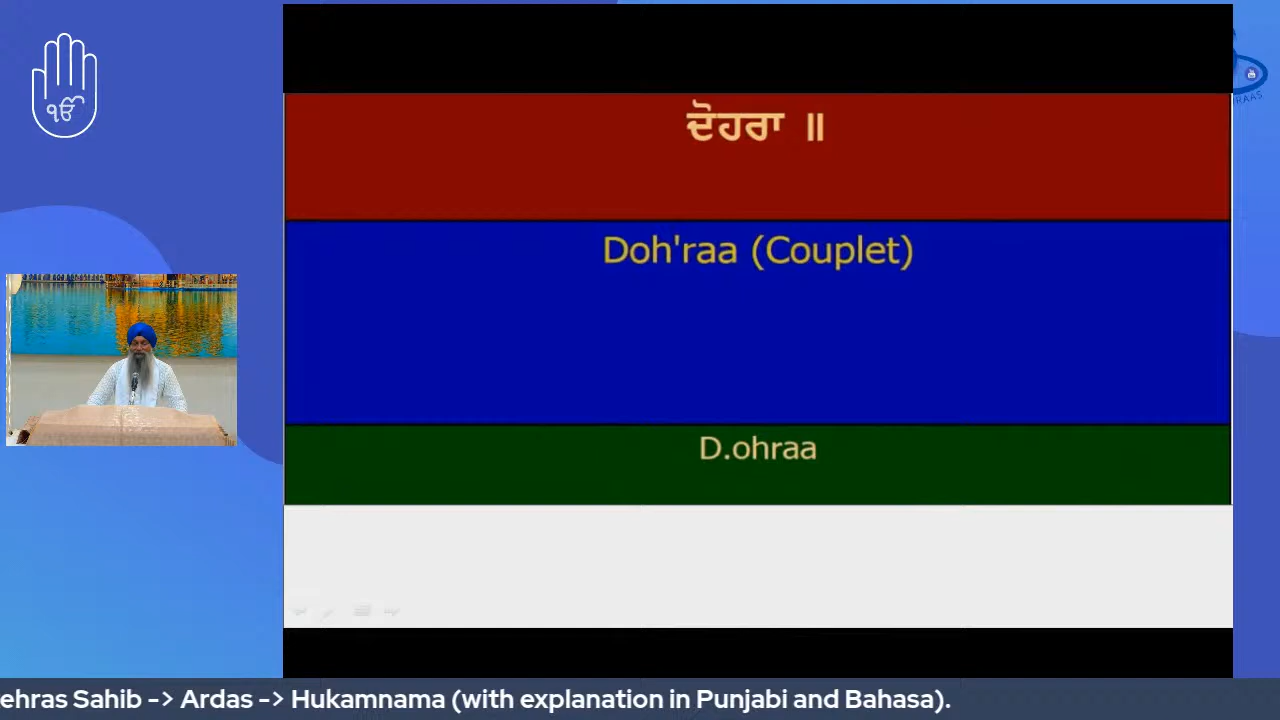 ੴ
ਦੋਹਰਾ ॥
Doh'raa (Couplet)
D.ohraa
ehras Sahib -> Ardas -> Hukamnama (with explanation in Punjabi and Bahasa).